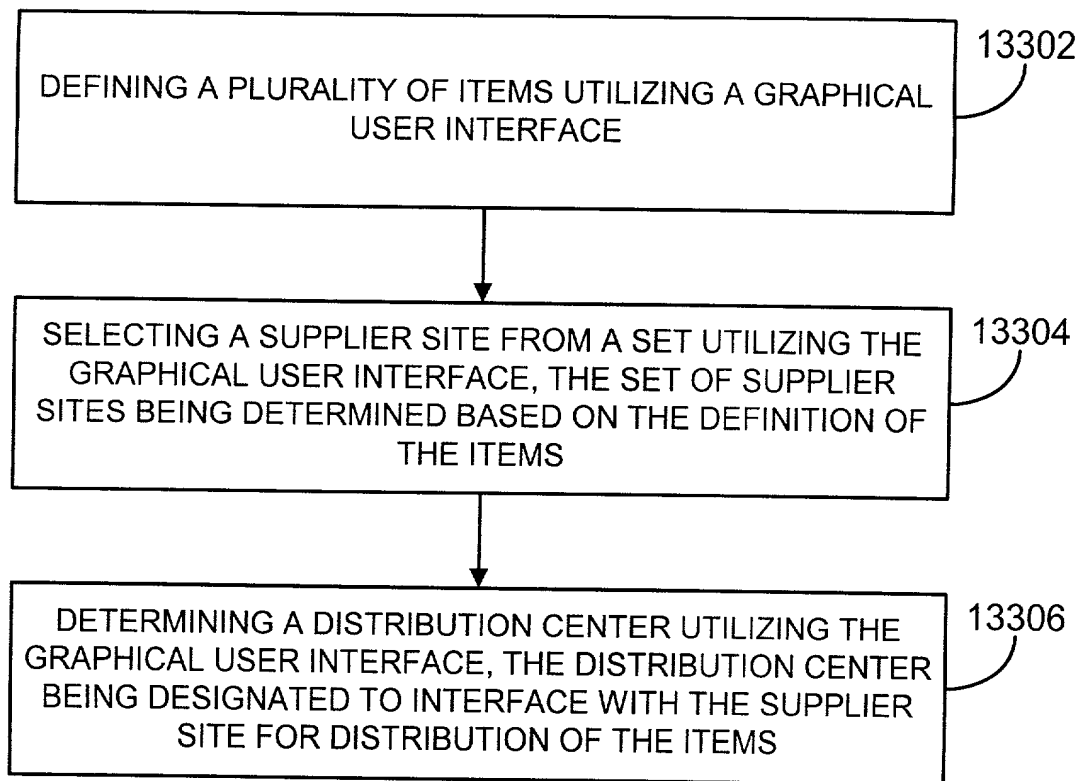 13302
DEFINING A PLURALITY OF ITEMS UTILIZING A GRAPHICAL
USER INTERFACE
13304
SELECTING A SUPPLIER SITE FROM A SET UTILIZING THE
GRAPHICAL USER INTERFACE, THE SET OF SUPPLIER
SITES BEING DETERMINED BASED ON THE DEFINITION OF
THE ITEMS
13306
DETERMINING A DISTRIBUTION CENTER UTILIZING THE
GRAPHICAL USER INTERFACE, THE DISTRIBUTION CENTER
BEING DESIGNATED TO INTERFACE WITH THE SUPPLIER
SITE FOR DISTRIBUTION OF THE ITEMS